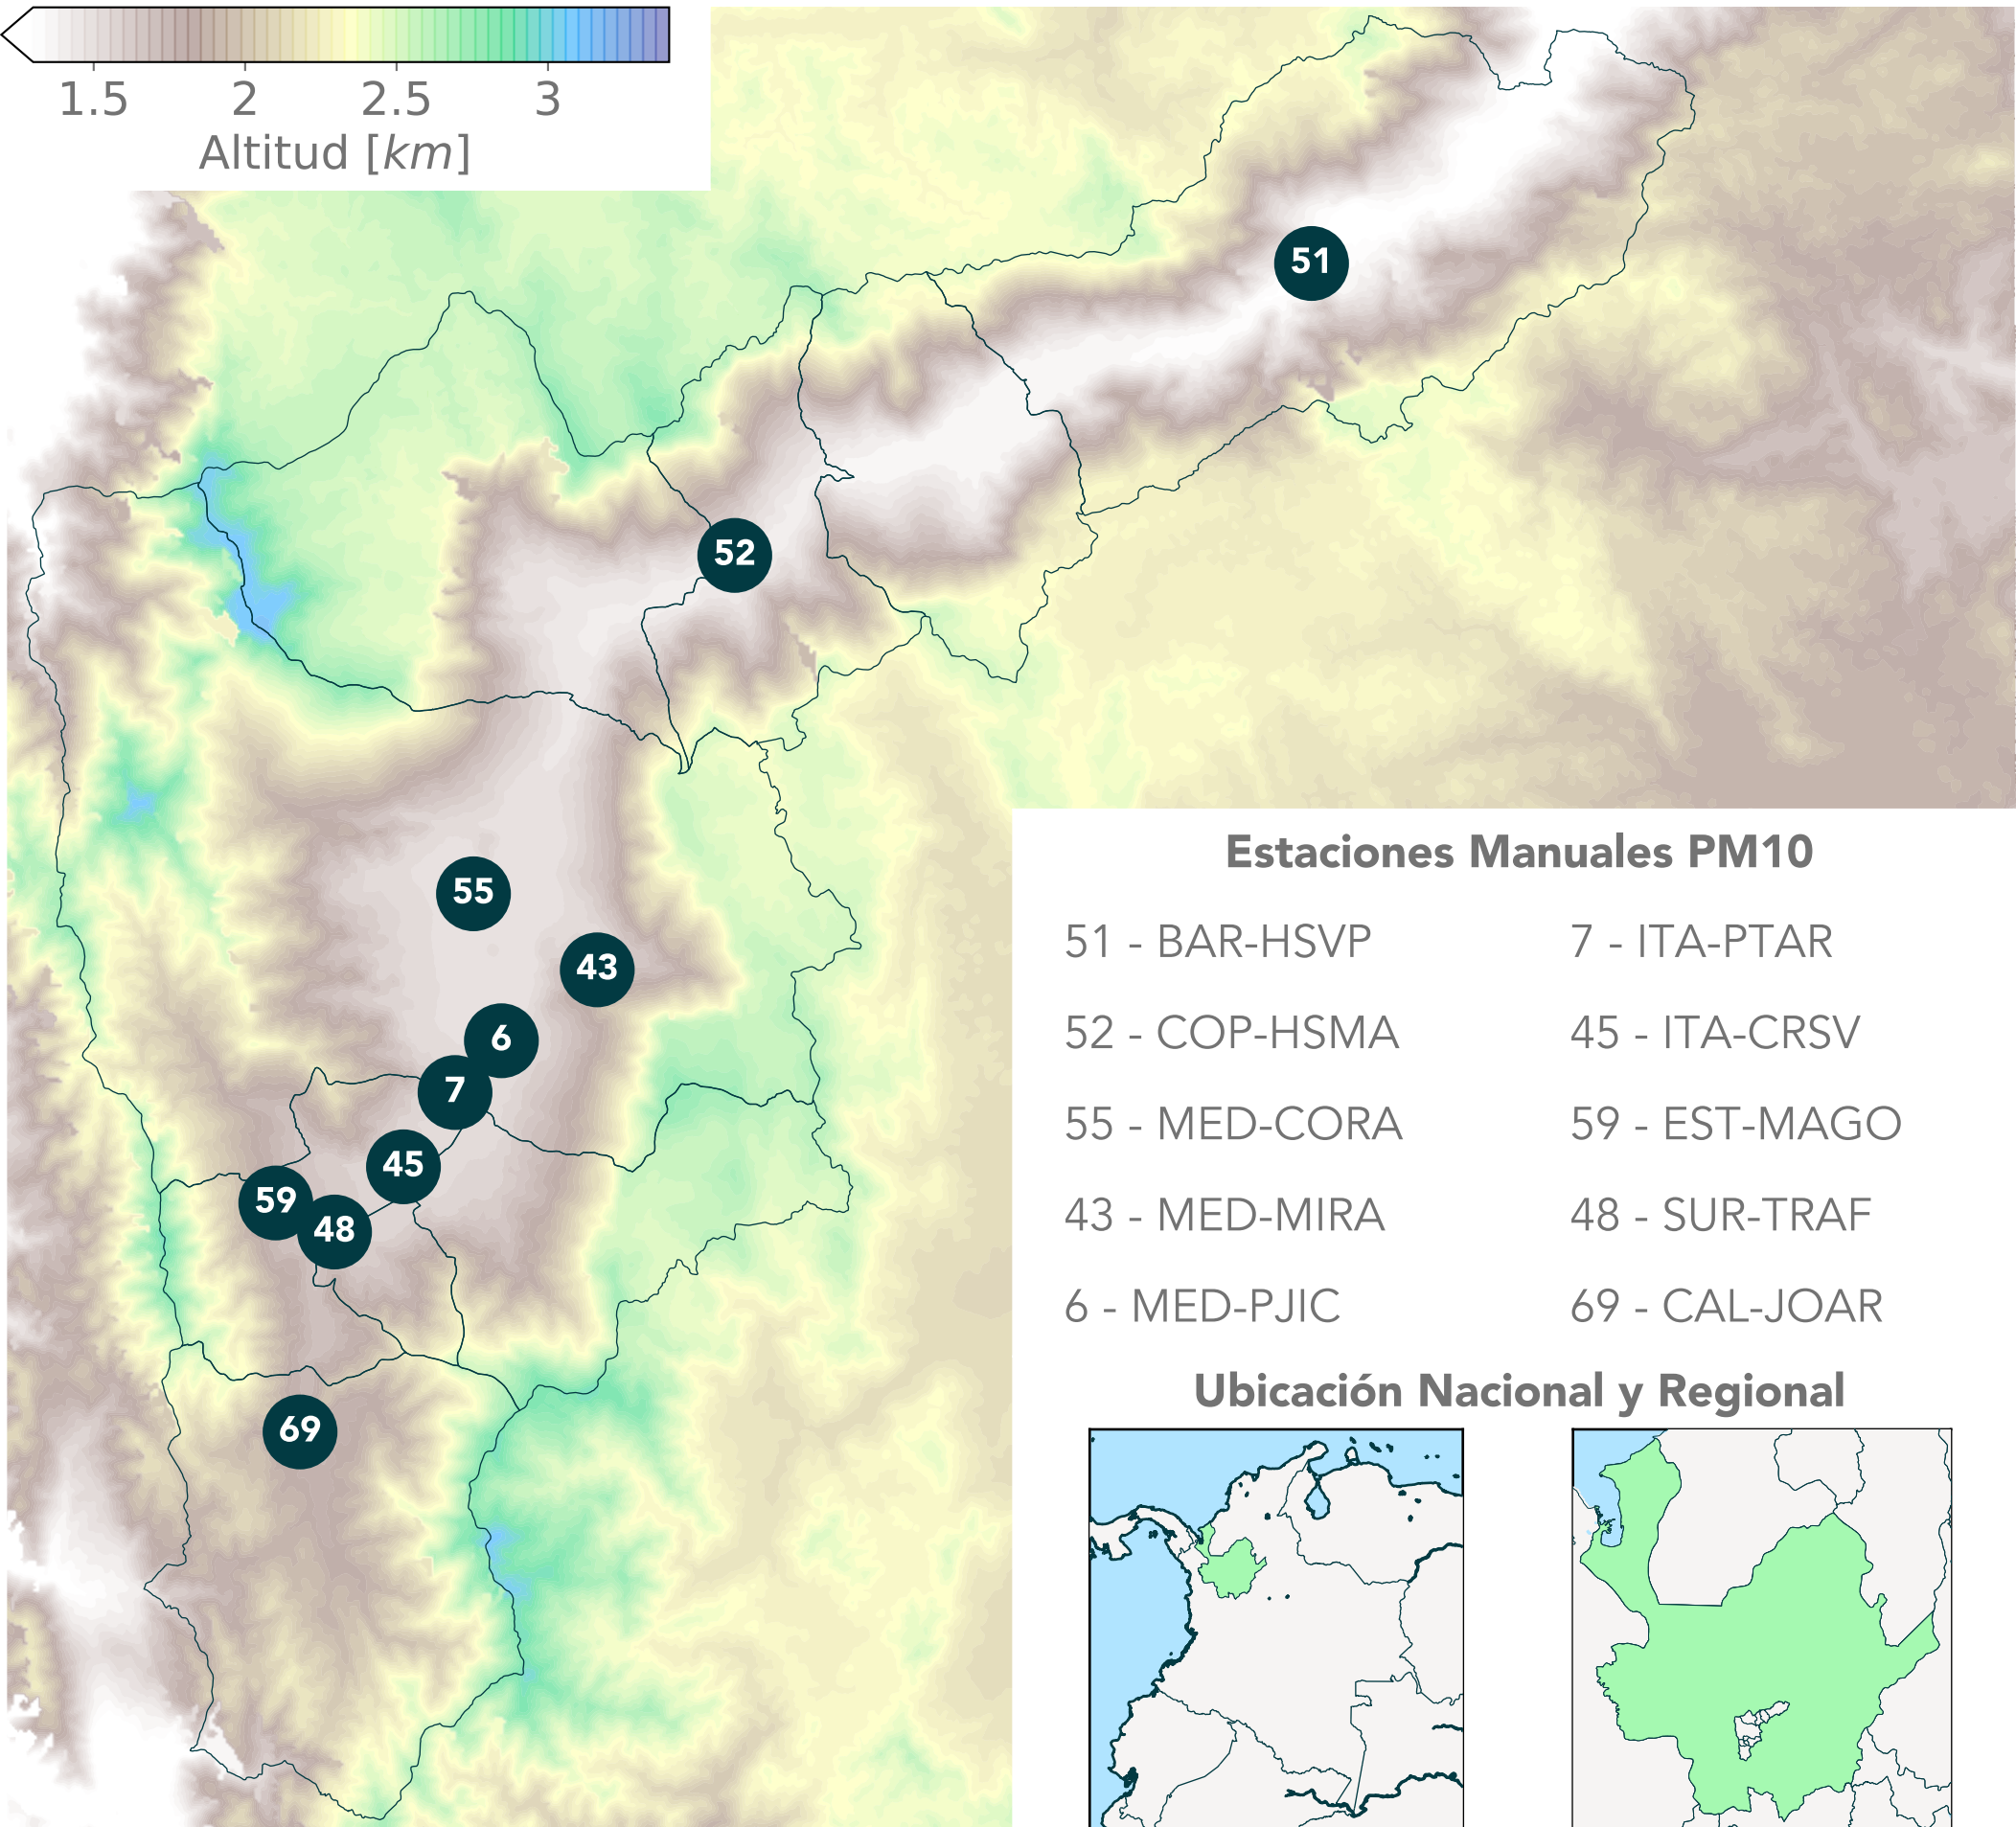 1.5 2 2.5 3
Altitud [km]
51
52
55
43
6
7
45
59
48
69
Estaciones Manuales PM10
51 - BAR-HSVP 7 - ITA-PTAR
52 - COP-HSMA 45 - ITA-CRSV
55 - MED-CORA 59 - EST-MAGO
43 - MED-MIRA 48 - SUR-TRAF
6 - MED-PJIC 69 - CAL-JOAR
Ubicación Nacional y Regional